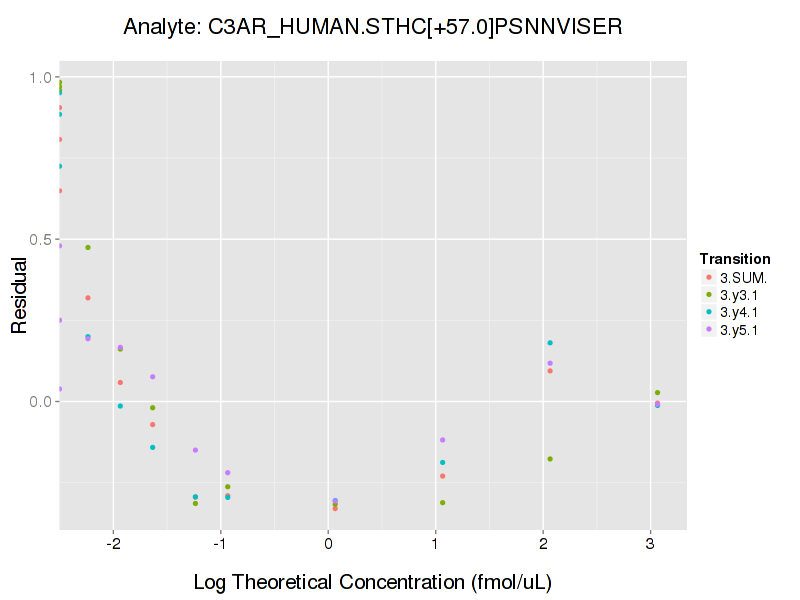 Analyte: C3AR_HUMAN.STHC[+57.0]PSNNVISER
1.0
0.5
0.0
Residual
-2 -1 0 1 2 3
Log Theoretical Concentration (fmol/uL)
Transition
3.SUM.
3.y3.1
3.y4.1
3.y5.1